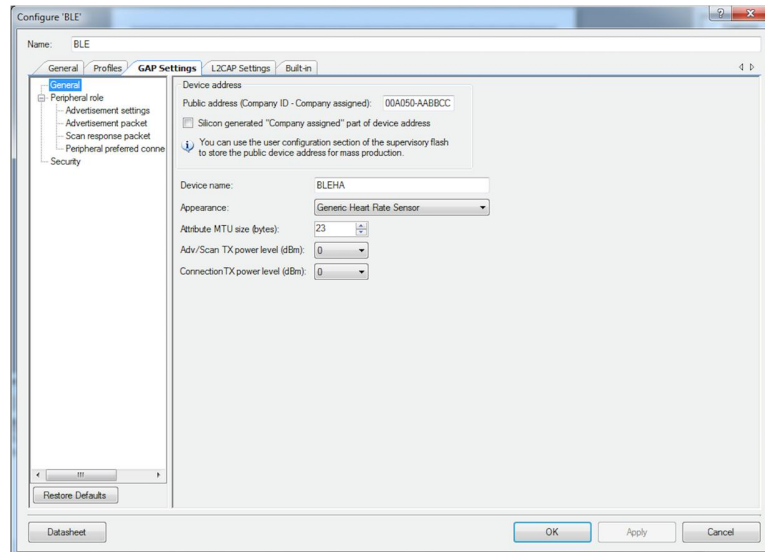 Configure 'BLE'
Name: BLE
General Profiles GAP Settings L2CAP Settings Built-in
General
Peripheral role
Advertisement settings
Advertisement packet
Scan response packet
Peripheral preferred conne
Security
Device address
Public address (Company ID - Company assigned): 00A050-AABBCC
Silicon generated "Company assigned" part of device address
You can use the user configuration section of the supervisory flash
to store the public device address for mass production.
Device name: BLEHA
Appearance: Generic Heart Rate Sensor
Attribute MTU size (bytes): 23
Adv/Scan TX power level (dBm): 0
Connection TX power level (dBm): 0
Restore Defaults
Datasheet OK Apply Cancel